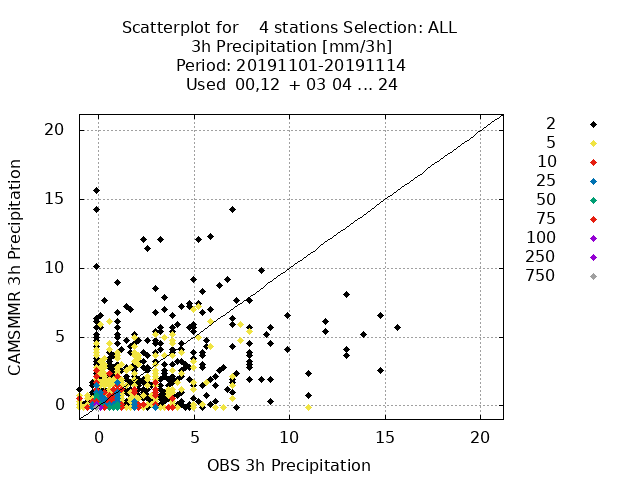 Scatterplot for    4 stations Selection: ALL
3h Precipitation [mm/3h]
Period: 20191101-20191114
Used  00,12  + 03 04 ... 24
20
15
10
5
0
CAMSMMR 3h Precipitation
0 5 10 15 20
OBS 3h Precipitation
2
5
10
25
50
75
100
250
750